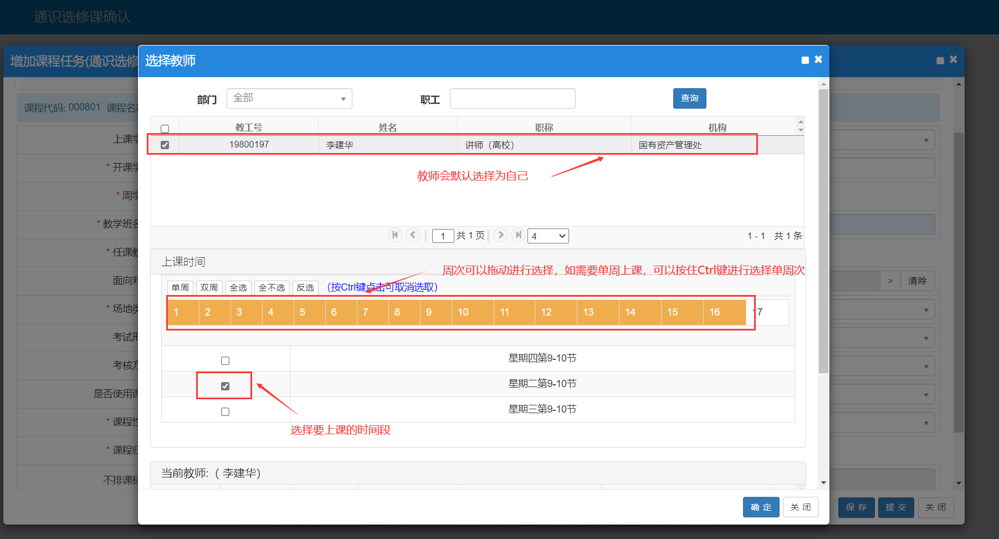 通识选修课确认
增加课程任务(通识选修
选择教师
部门 全部 职工 查询
课程代码: 000801 课程名称
教工号 姓名 职称 机构
19800197 李建华 讲师（高校） 国有资产管理处
教师会默认选择为自己
上课学
* 开课学
* 周学
* 教学班名
* 任课教
面向对
* 场地类
考试形
考核方
是否使用课
* 课程性
* 课程归
不排课标
1 共 1 页 4 1 - 1 共 1 条
上课时间
周次可以拖动进行选择，如需要单周上课，可以按住Ctrl键进行选择单周次
单周 双周 全选 全不选 反选 （按Ctrl键点击可取消选取）
> 清除
1 2 3 4 5 6 7 8 9 10 11 12 13 14 15 16 17
星期四第9-10节
星期二第9-10节
星期三第9-10节
选择要上课的时间段
当前教师:（ 李建华）
确 定 关 闭
保 存 提 交 关 闭